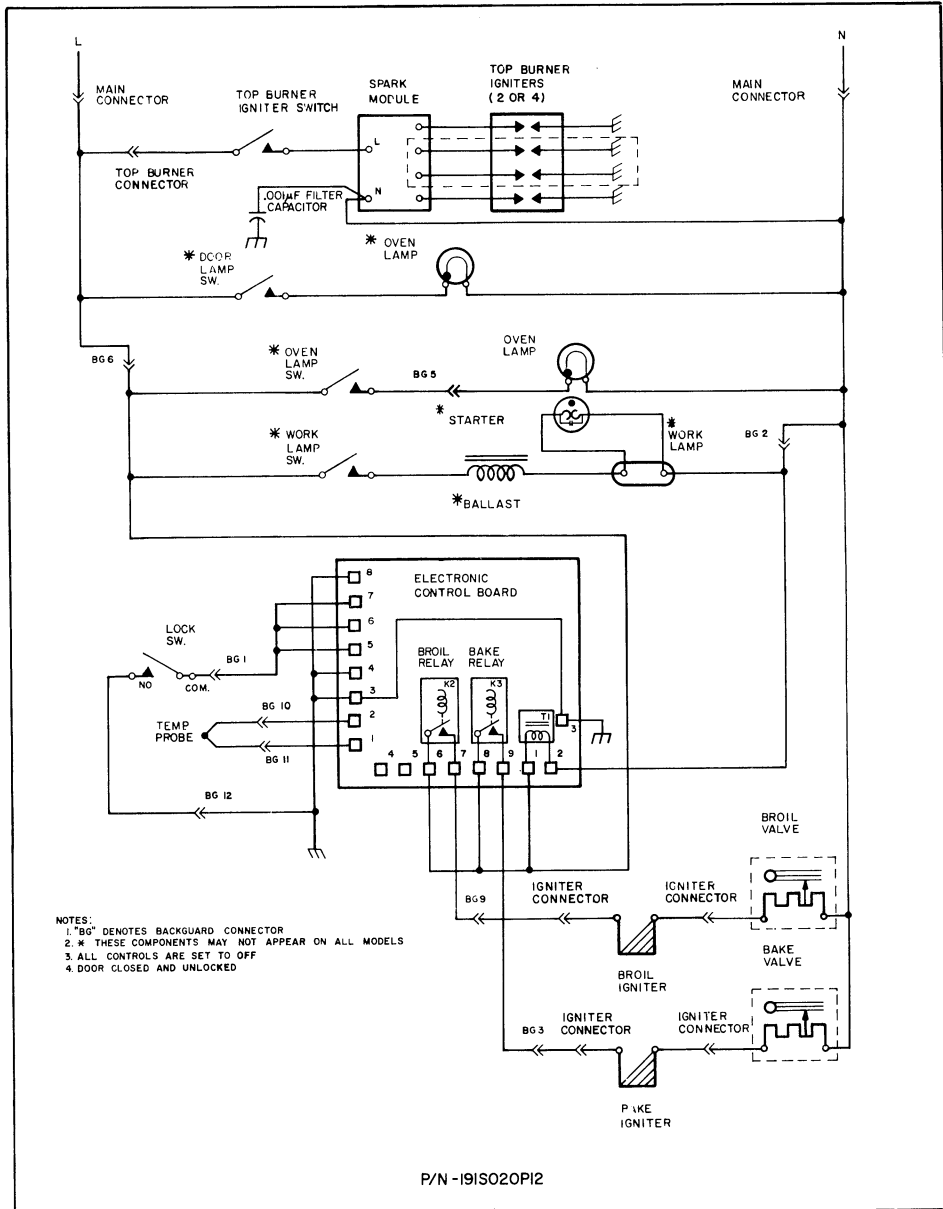 L
N
MAIN
CONNECTOR
TOP BURNER
IGNITER SWITCH
SPARK
MODULE
TOP BURNER
IGNITERS
(2 OR 4)
MAIN
CONNECTOR
L
TOP BURNER
CONNECTOR
.001µF FILTER
CAPACITOR
N
* DOOR
LAMP
SW.
* OVEN
LAMP
BG6
* OVEN
LAMP
SW.
BG5
OVEN
LAMP
* STARTER
* WORK
LAMP
SW.
* WORK
LAMP
BG 2
*BALLAST
ELECTRONIC
CONTROL BOARD
8
7
6
5
4
3
2
1
LOCK
SW.
NO
COM.
BG 1
BG 10
TEMP
PROBE
BG 11
BG 12
BROIL
RELAY
BAKE
RELAY
K2
K3
T1
3
4 5 6 7 8 9 1 2
BROIL
VALVE
BG9
IGNITER
CONNECTOR
IGNITER
CONNECTOR
BROIL
IGNITER
NOTES:
1. "BG" DENOTES BACKGUARD CONNECTOR
2. * THESE COMPONENTS MAY NOT APPEAR ON ALL MODELS
3. ALL CONTROLS ARE SET TO OFF
4. DOOR CLOSED AND UNLOCKED
BAKE
VALVE
BG3
IGNITER
CONNECTOR
IGNITER
CONNECTOR
BAKE
IGNITER
P/N-191S020P12